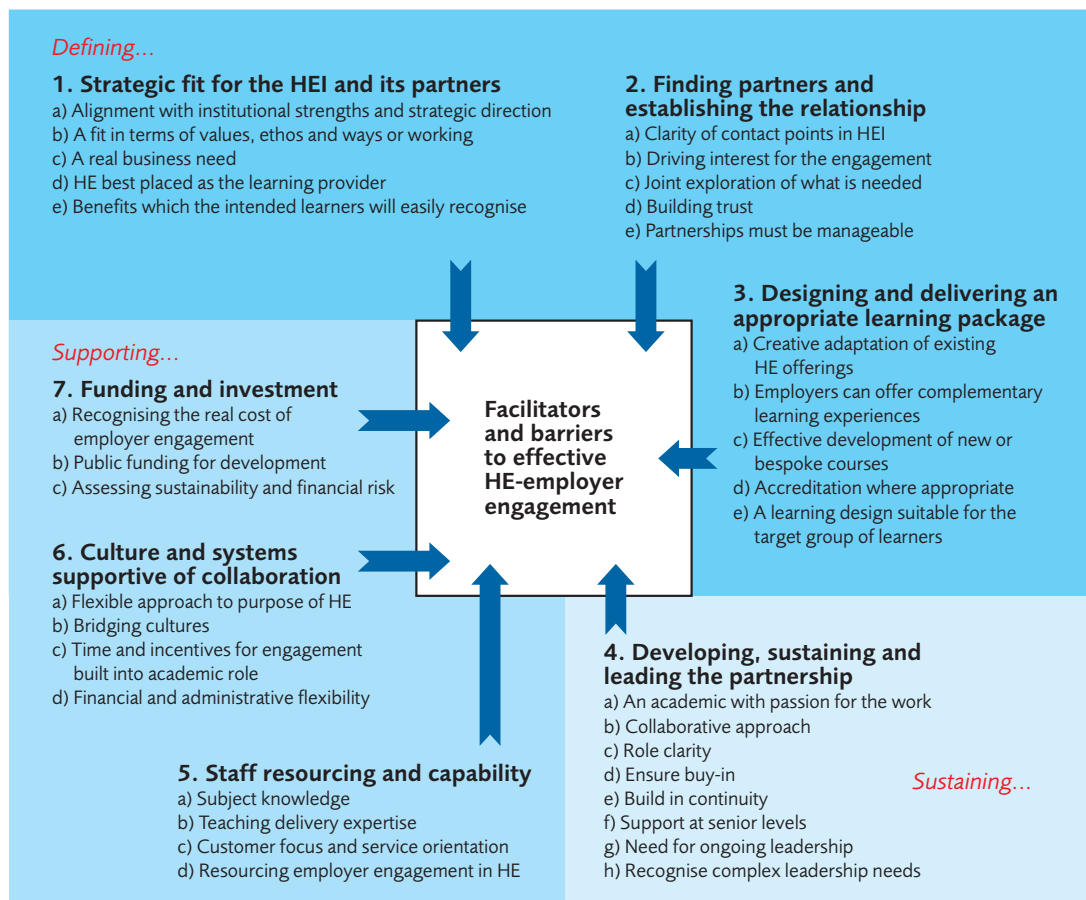 Defining...
1. Strategic fit for the HEI and its partners
a) Alignment with institutional strengths and strategic direction
b) A fit in terms of values, ethos and ways or working
c) A real business need
d) HE best placed as the learning provider
e) Benefits which the intended learners will easily recognise
2. Finding partners and
establishing the relationship
a) Clarity of contact points in HEI
b) Driving interest for the engagement
c) Joint exploration of what is needed
d) Building trust
e) Partnerships must be manageable
3. Designing and delivering an
appropriate learning package
a) Creative adaptation of existing
HE offerings
b) Employers can offer complementary
learning experiences
c) Effective development of new or
bespoke courses
d) Accreditation where appropriate
e) A learning design suitable for the
target group of learners
Facilitators
and barriers
to effective
HE-employer
engagement
4. Developing, sustaining and
leading the partnership
a) An academic with passion for the work
b) Collaborative approach
c) Role clarity
d) Ensure buy-in
e) Build in continuity
f) Support at senior levels
g) Need for ongoing leadership
h) Recognise complex leadership needs
Sustaining...
5. Staff resourcing and capability
a) Subject knowledge
b) Teaching delivery expertise
c) Customer focus and service orientation
d) Resourcing employer engagement in HE
6. Culture and systems
supportive of collaboration
a) Flexible approach to purpose of HE
b) Bridging cultures
c) Time and incentives for engagement
built into academic role
d) Financial and administrative flexibility
Supporting...
7. Funding and investment
a) Recognising the real cost of
employer engagement
b) Public funding for development
c) Assessing sustainability and financial risk